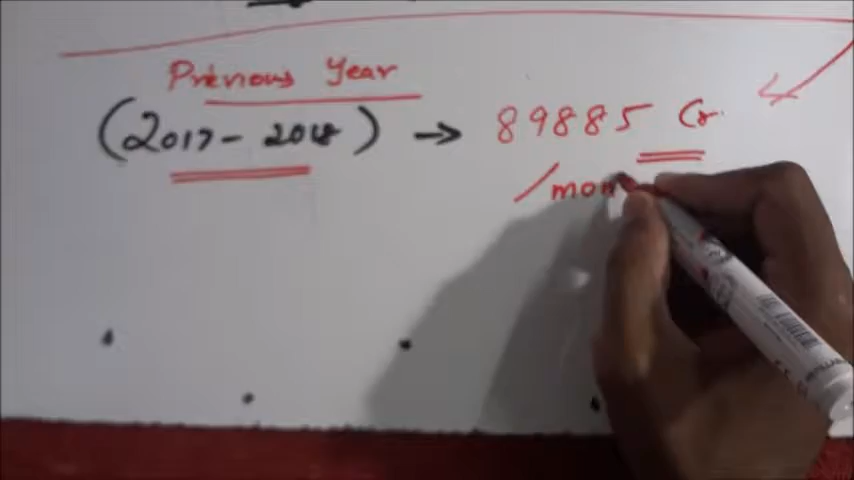 Previous Year
(2017 - 2018) → 89885 Cr.
/mon